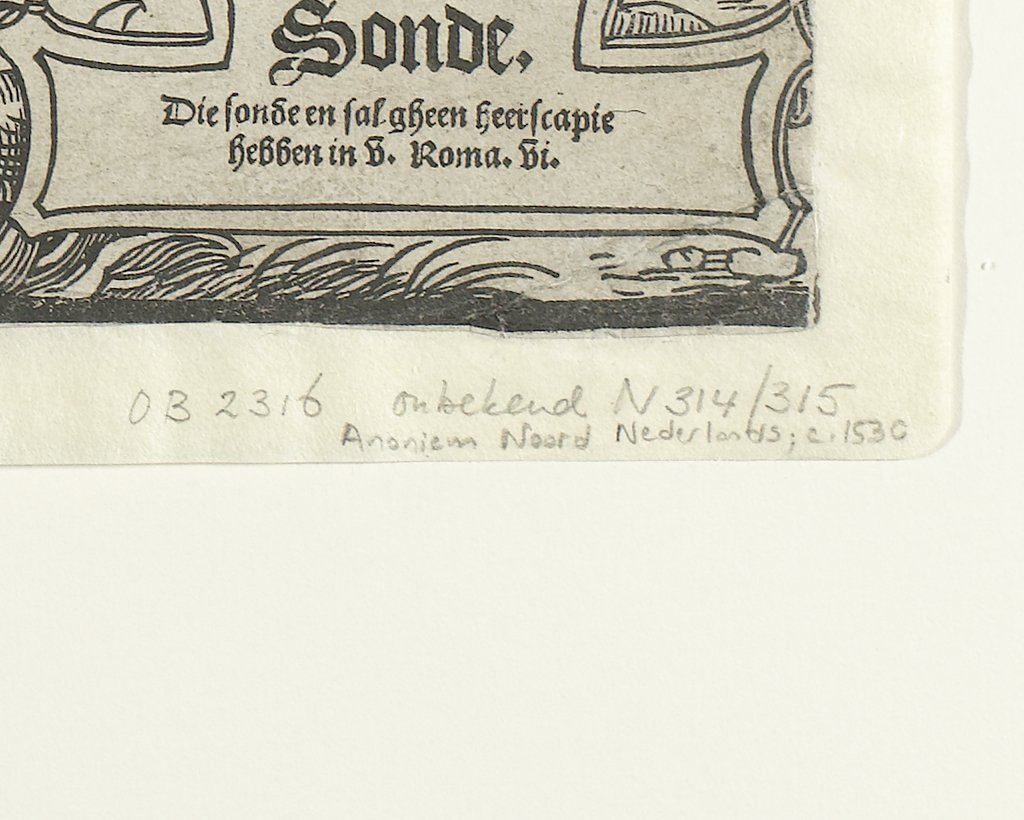 Sonde.
Die sonde en sal gheen heerscapie
hebben in v̄. Roma. vi.
OB 2316 onbekend N 314/315
Anoniem Noord Nederlands; c. 1530